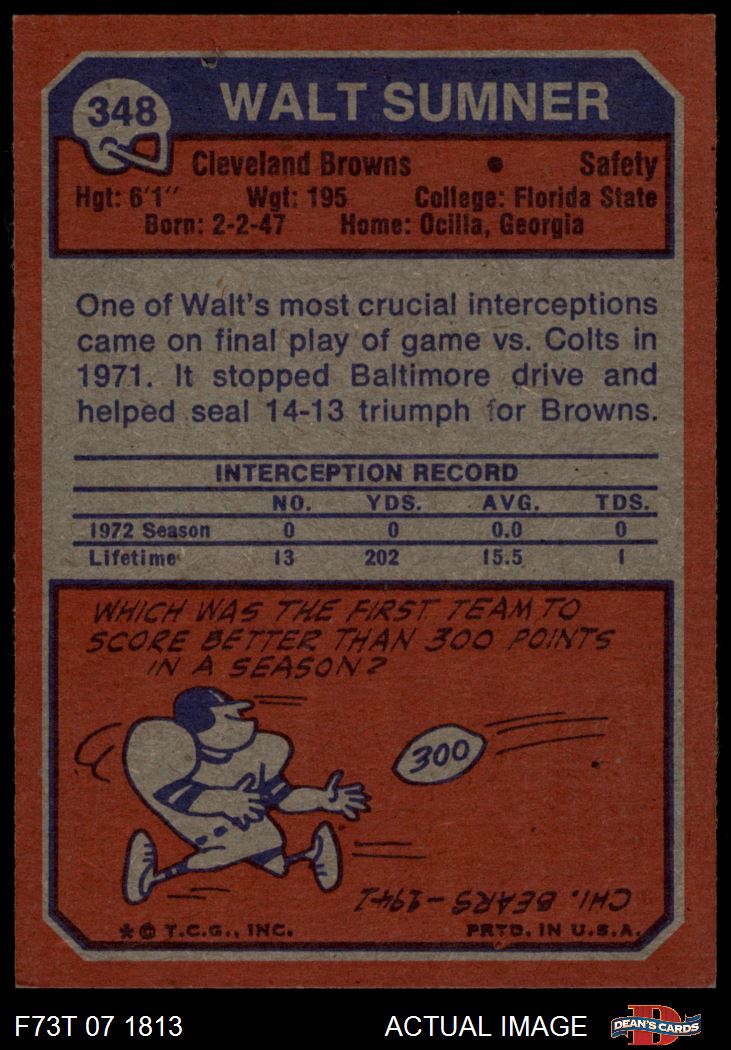 348
WALT SUMNER
Cleveland Browns • Safety
Hgt: 6'1" Wgt: 195 College: Florida State
Born: 2-2-47 Home: Ocilla, Georgia
One of Walt's most crucial interceptions
came on final play of game vs. Colts in
1971. It stopped Baltimore drive and
helped seal 14-13 triumph for Browns.
INTERCEPTION RECORD
NO. YDS. AVG. TDS.
1972 Season 0 0 0.0 0
Lifetime 13 202 15.5 1
WHICH WAS THE FIRST TEAM TO
SCORE BETTER THAN 300 POINTS
IN A SEASON?
300
CHI. BEARS-1941
* © T.C.G., INC. PRTD. IN U.S.A.
F73T 07 1813 ACTUAL IMAGE
D
DEAN'S CARDS